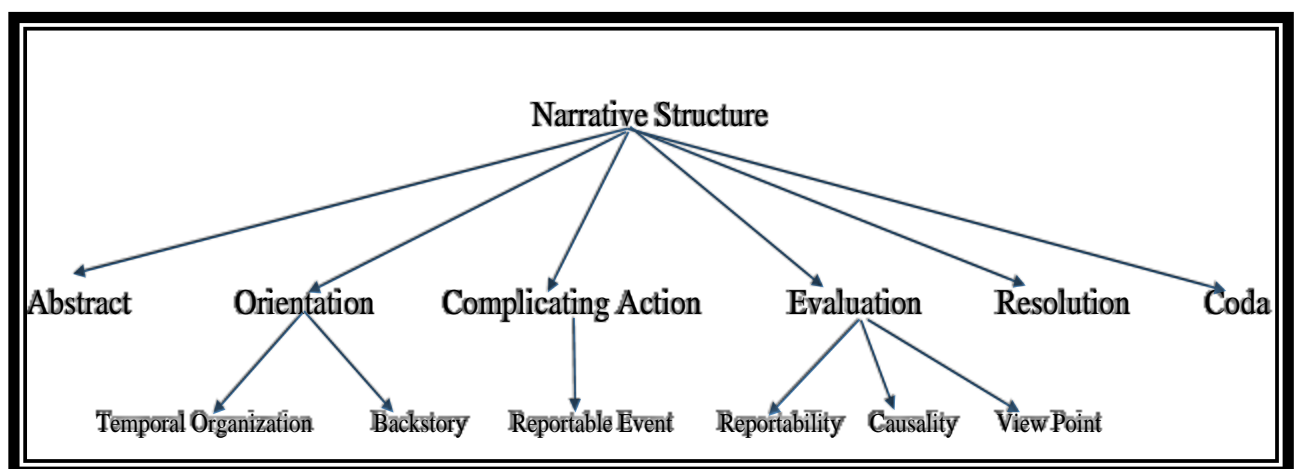 Narrative Structure
Abstract Orientation Complicating Action Evaluation Resolution Coda
Temporal Organization Backstory Reportable Event Reportability Causality View Point